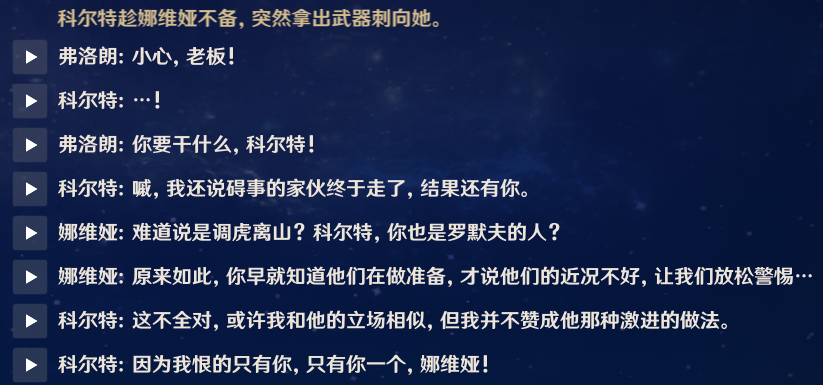 科尔特趁娜维娅不备，突然拿出武器刺向她。
弗洛朗：小心，老板！
科尔特：…！
弗洛朗：你要干什么，科尔特！
科尔特：嘁，我还说碍事的家伙终于走了，结果还有你。
娜维娅：难道说是调虎离山？科尔特，你也是罗默夫的人？
娜维娅：原来如此，你早就知道他们在做准备，才说他们的近况不好，让我们放松警惕…
科尔特：这不全对，或许我和他的立场相似，但我并不赞成他那种激进的做法。
科尔特：因为我恨的只有你，只有你一个，娜维娅！